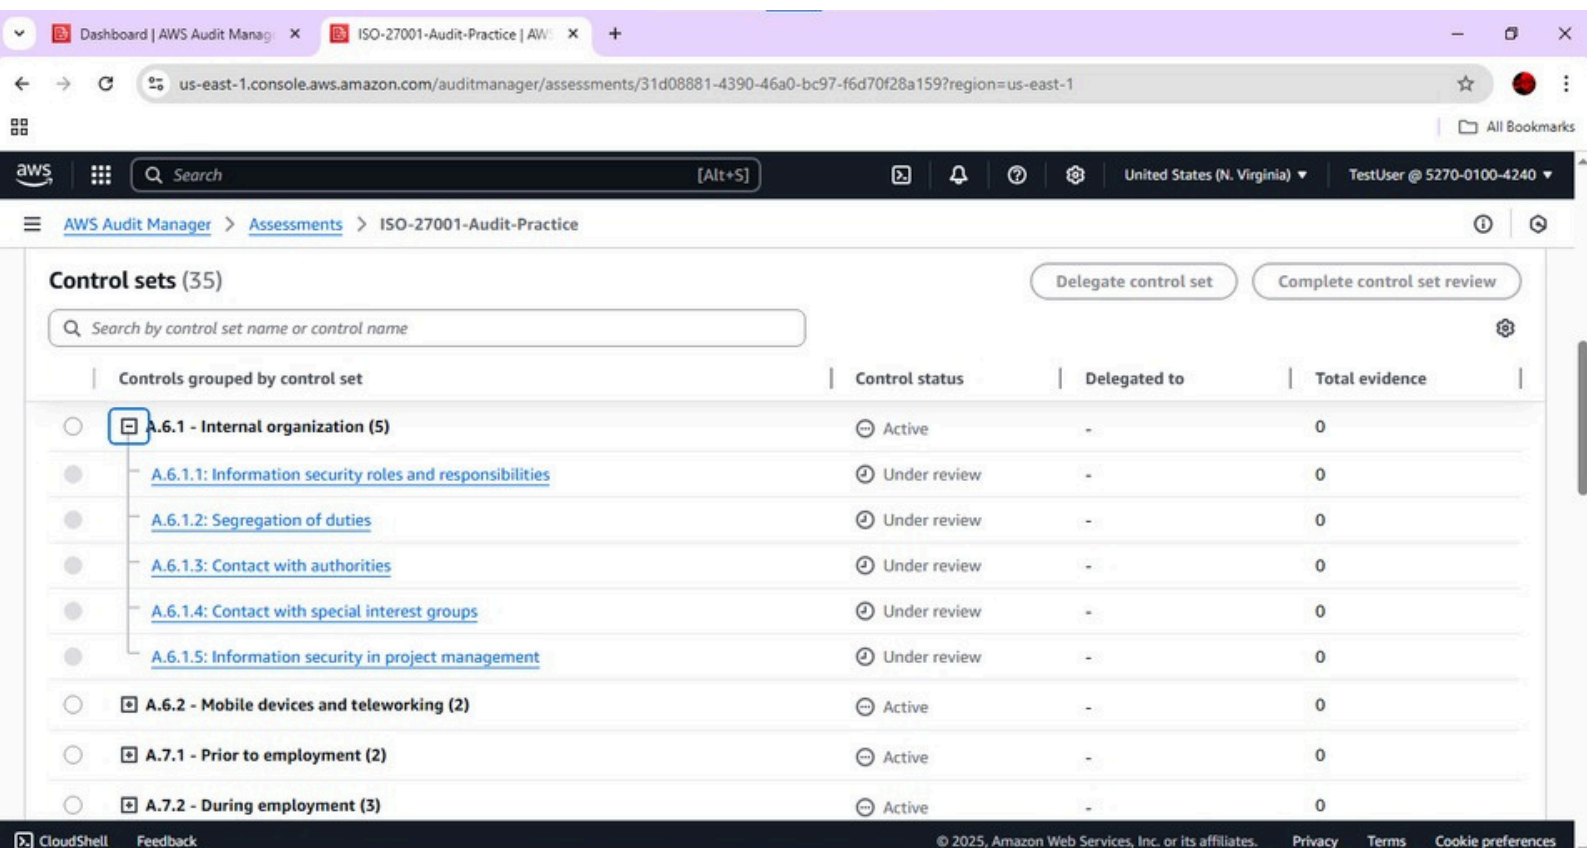 Dashboard | AWS Audit Manag
ISO-27001-Audit-Practice | AWS
us-east-1.console.aws.amazon.com/auditmanager/assessments/31d08881-4390-46a0-bc97-f6d70f28a159?region=us-east-1
All Bookmarks
aws
Search [Alt+S]
United States (N. Virginia)
TestUser @ 5270-0100-4240
AWS Audit Manager > Assessments > ISO-27001-Audit-Practice
Control sets (35)
Delegate control set
Complete control set review
Search by control set name or control name
Controls grouped by control set Control status Delegated to Total evidence
A.6.1 - Internal organization (5) Active - 0
A.6.1.1: Information security roles and responsibilities Under review - 0
A.6.1.2: Segregation of duties Under review - 0
A.6.1.3: Contact with authorities Under review - 0
A.6.1.4: Contact with special interest groups Under review - 0
A.6.1.5: Information security in project management Under review - 0
A.6.2 - Mobile devices and teleworking (2) Active - 0
A.7.1 - Prior to employment (2) Active - 0
A.7.2 - During employment (3) Active - 0
CloudShell Feedback © 2025, Amazon Web Services, Inc. or its affiliates. Privacy Terms Cookie preferences